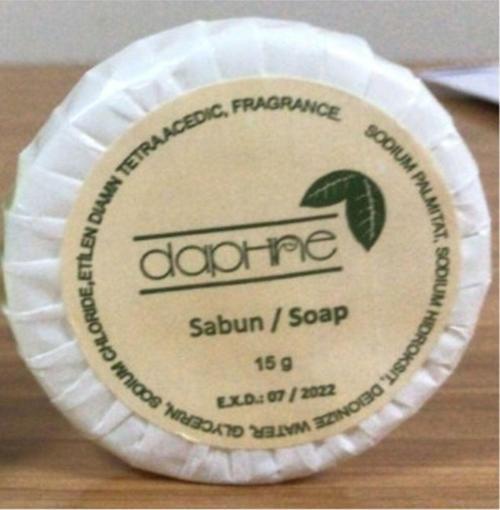 daphne
Sabun / Soap
15 g
E.X.D.: 07 / 2022
SODIUM PALMITAT, SODIUM HIDROKSIT, DEIONIZE WATER, GLYCERIN, SODIUM CHLORIDE,ETİLEN DİAMN TETRAACEDIC, FRAGRANCE.